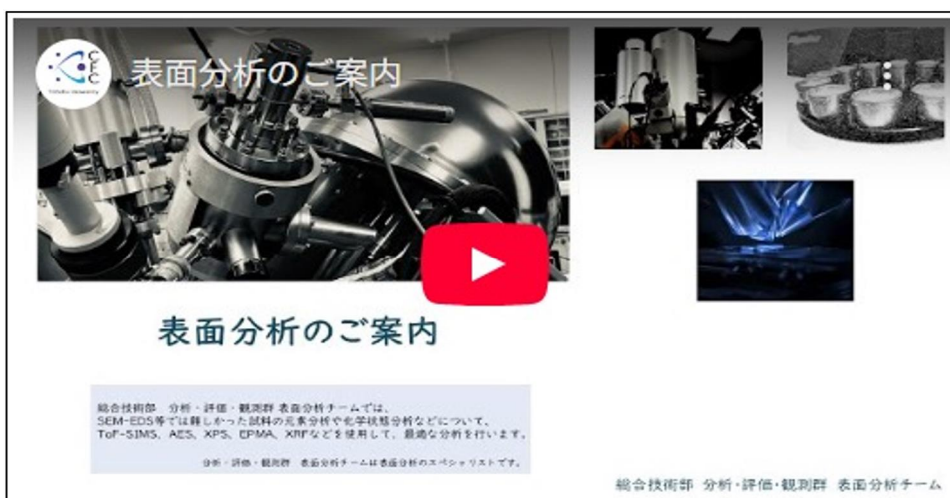 表面分析のご案内
表面分析のご案内
総合技術部 分析・評価・観測群 表面分析チームでは、
SEM-EDS等では難しかった試料の元素分析や化学状態分析などについて、
ToF-SIMS、AES、XPS、EPMA、XRFなどを使用して、最適な分析を行います。
分析・評価・観測群 表面分析チームは表面分析のスペシャリストです。
総合技術部 分析・評価・観測群 表面分析チーム